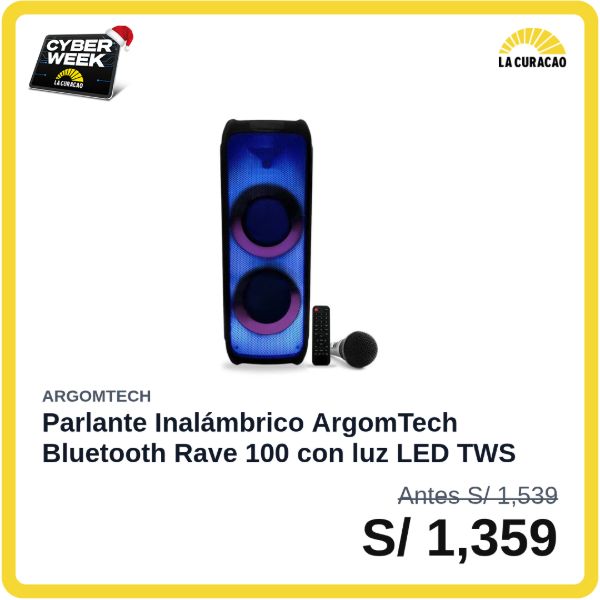 CYBER
WEEK
LA CURACAO
LA CURACAO
ARGOMTECH
Parlante Inalámbrico ArgomTech
Bluetooth Rave 100 con luz LED TWS
Antes S/ 1,539
S/ 1,359